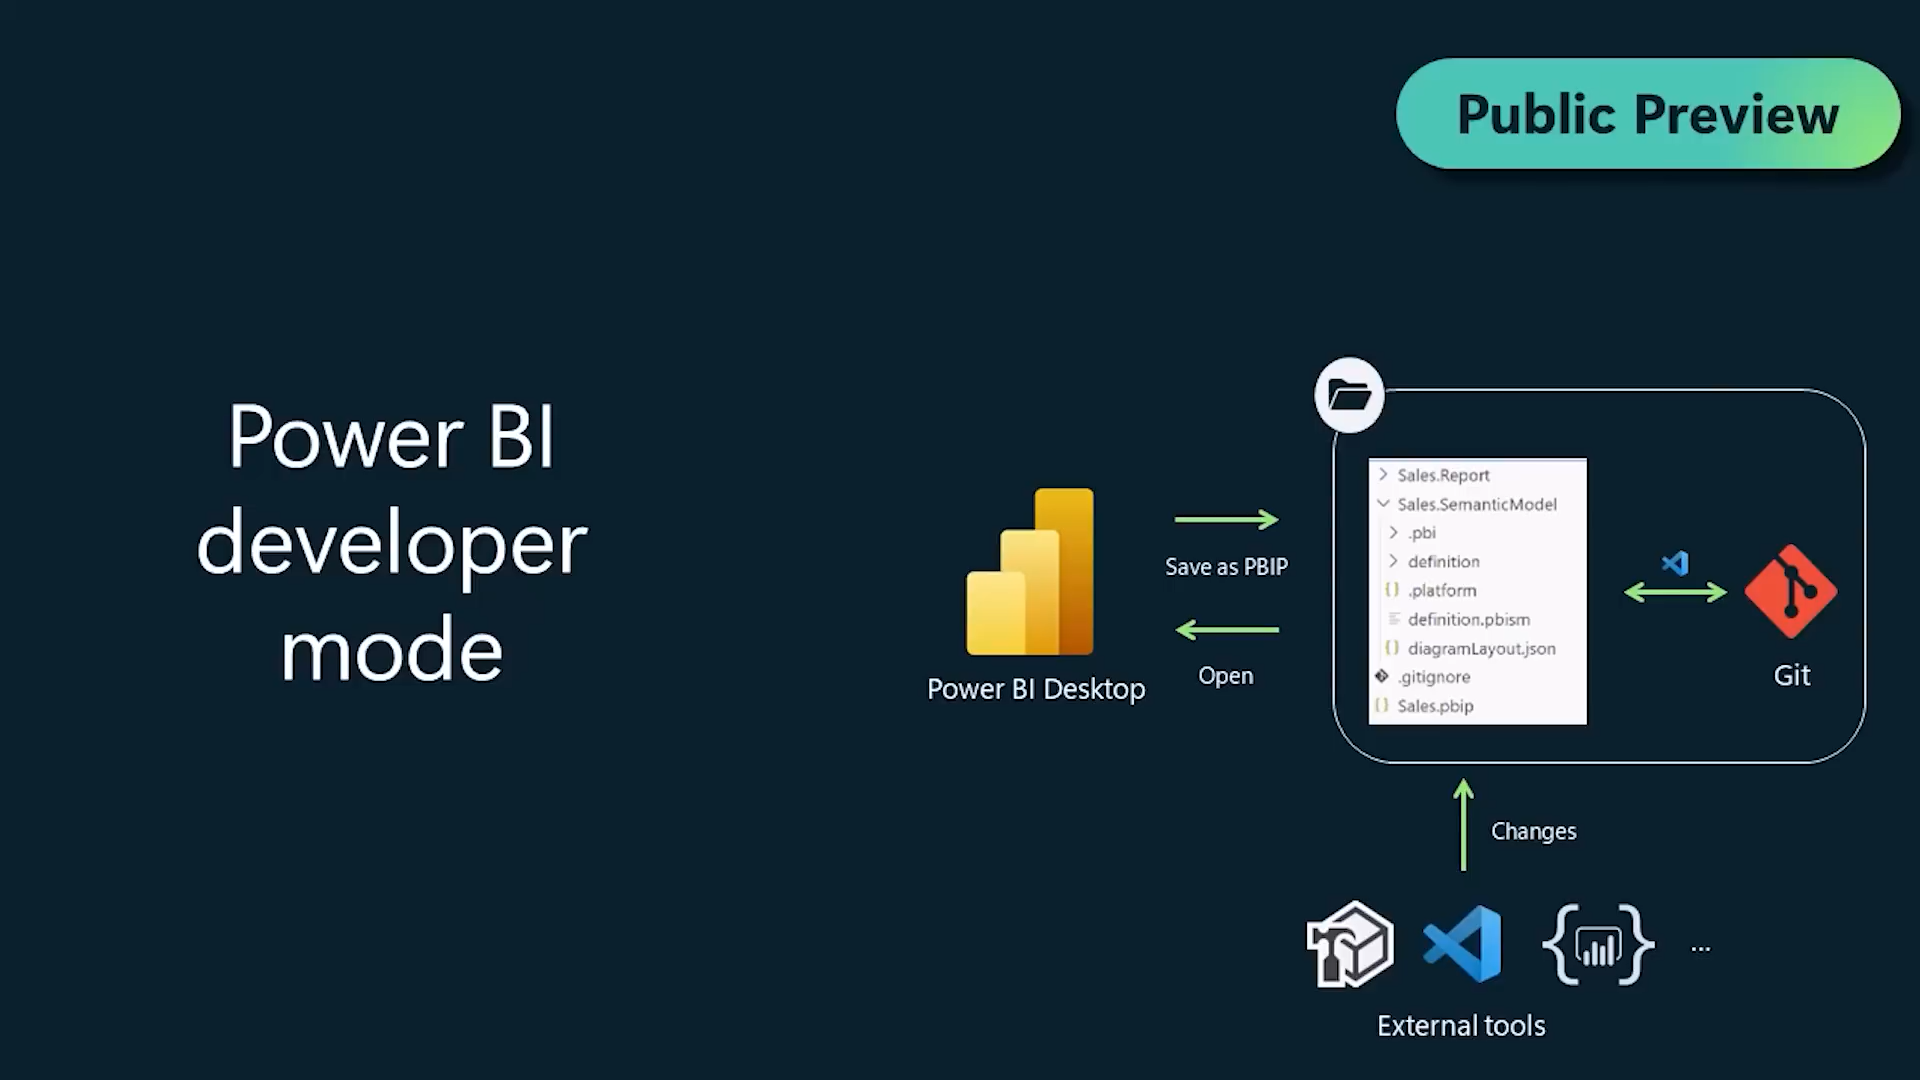 Public Preview
Power BI
developer
mode
Power BI Desktop
Save as PBIP
Open
Sales.Report
Sales.SemanticModel
.pbi
definition
.platform
definition.pbism
diagramLayout.json
.gitignore
Sales.pbip
Git
Changes
...
External tools